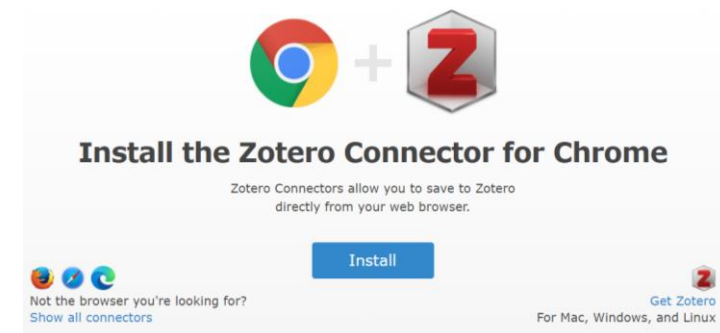 Z
Install the Zotero Connector for Chrome
Zotero Connectors allow you to save to Zotero
directly from your web browser.
Install
Not the browser you're looking for?
Show all connectors
Z
Get Zotero
For Mac, Windows, and Linux